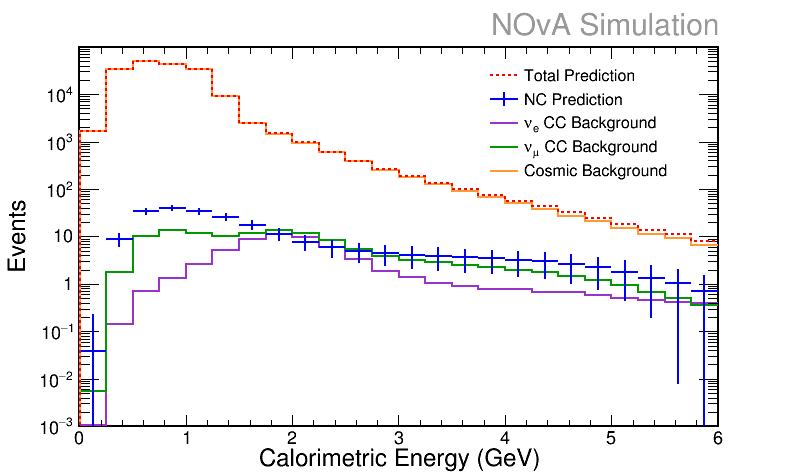 NOvA Simulation
Total Prediction
NC Prediction
νe CC Background
νμ CC Background
Cosmic Background
Events
10⁴
10³
10²
10
1
10⁻¹
10⁻²
10⁻³
0 1 2 3 4 5 6
Calorimetric Energy (GeV)